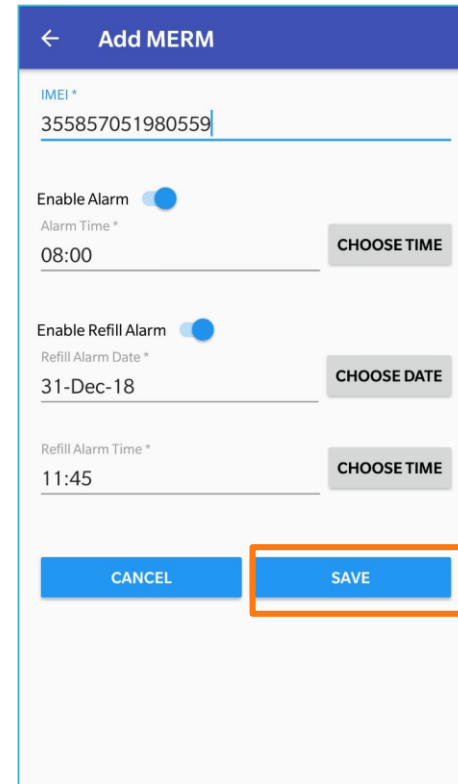 Add MERM
IMEI *
355857051980559
Enable Alarm
Alarm Time *
08:00
CHOOSE TIME
Enable Refill Alarm
Refill Alarm Date *
31-Dec-18
CHOOSE DATE
Refill Alarm Time *
11:45
CHOOSE TIME
CANCEL SAVE